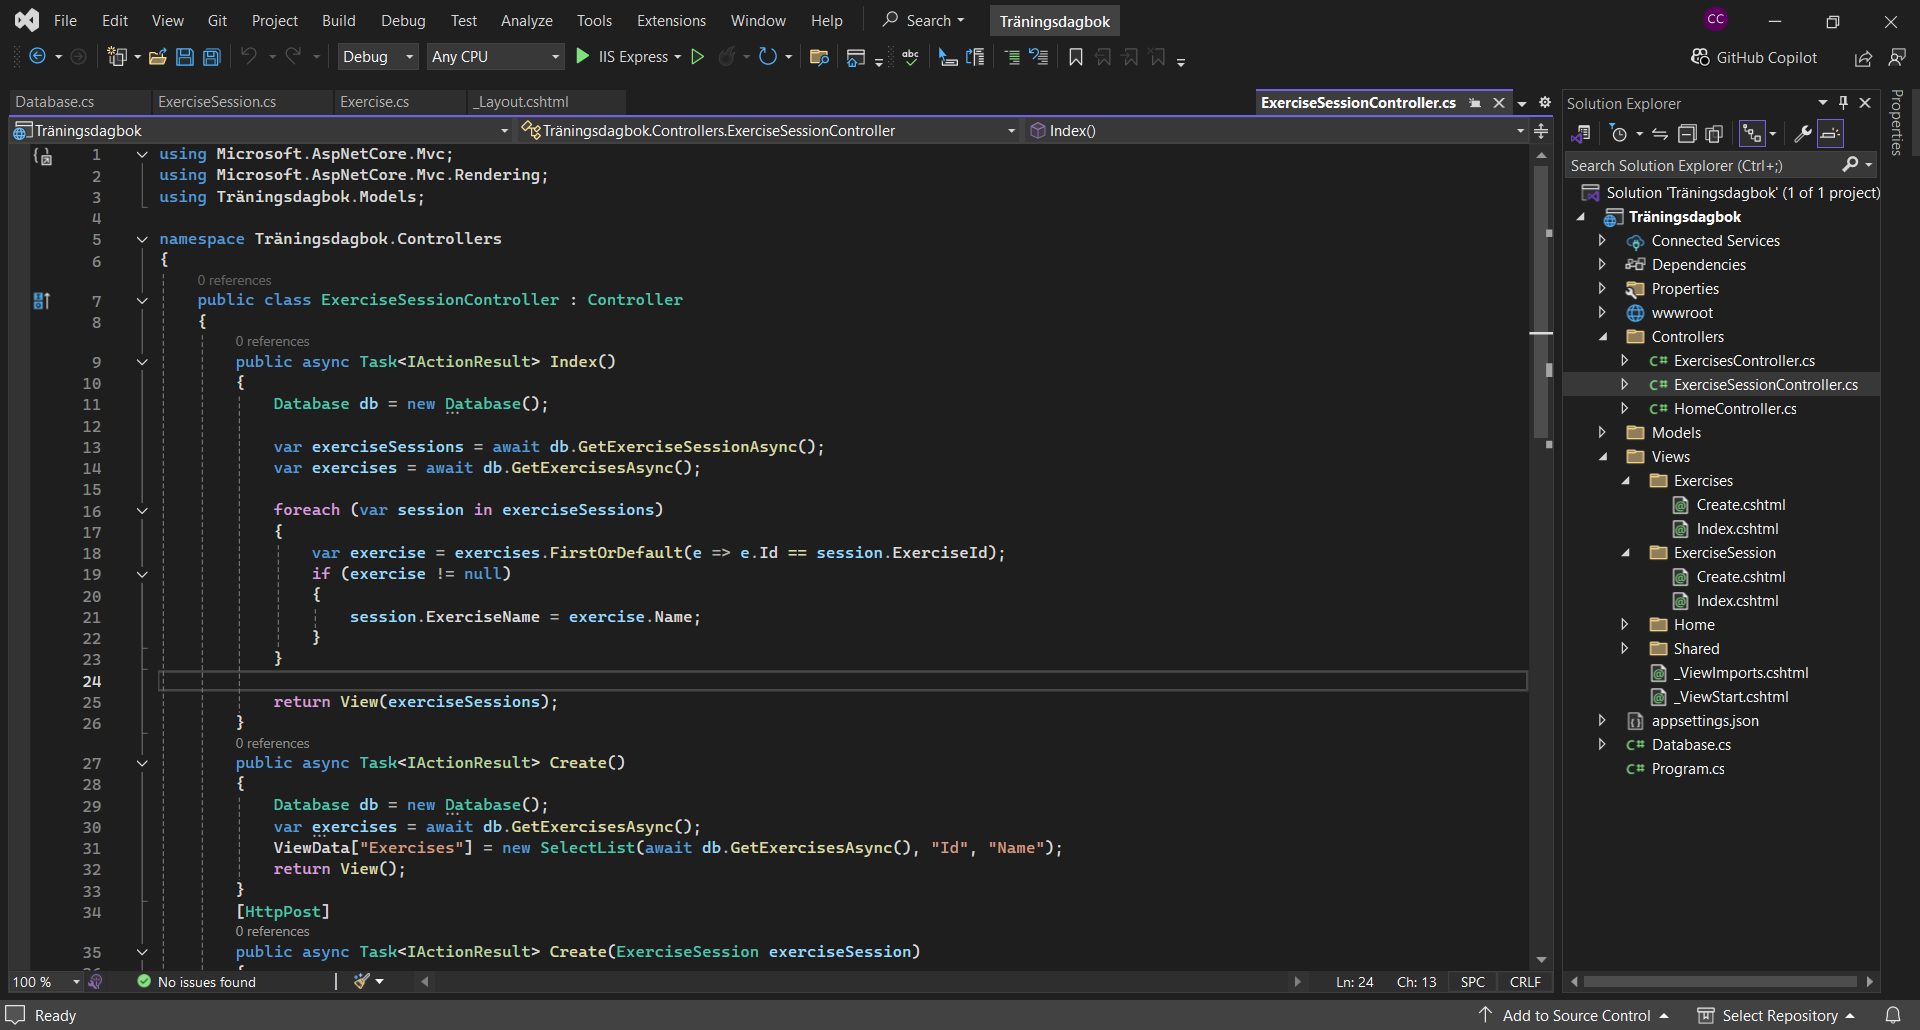 File Edit View Git Project Build Debug Test Analyze Tools Extensions Window Help Search Träningsdagbok CC
Debug Any CPU IIS Express abc GitHub Copilot
Database.cs ExerciseSession.cs Exercise.cs _Layout.cshtml ExerciseSessionController.cs
Träningsdagbok Träningsdagbok.Controllers.ExerciseSessionController Index()
1 using Microsoft.AspNetCore.Mvc;
2 using Microsoft.AspNetCore.Mvc.Rendering;
3 using Träningsdagbok.Models;
4
5 namespace Träningsdagbok.Controllers
6 {
0 references
7 public class ExerciseSessionController : Controller
8 {
0 references
9 public async Task<IActionResult> Index()
10 {
11 Database db = new Database();
12
13 var exerciseSessions = await db.GetExerciseSessionAsync();
14 var exercises = await db.GetExercisesAsync();
15
16 foreach (var session in exerciseSessions)
17 {
18 var exercise = exercises.FirstOrDefault(e => e.Id == session.ExerciseId);
19 if (exercise != null)
20 {
21 session.ExerciseName = exercise.Name;
22 }
23 }
24
25 return View(exerciseSessions);
26 }
0 references
27 public async Task<IActionResult> Create()
28 {
29 Database db = new Database();
30 var exercises = await db.GetExercisesAsync();
31 ViewData["Exercises"] = new SelectList(await db.GetExercisesAsync(), "Id", "Name");
32 return View();
33 }
34 [HttpPost]
0 references
35 public async Task<IActionResult> Create(ExerciseSession exerciseSession)
{
100 % No issues found Ln: 24 Ch: 13 SPC CRLF
Solution Explorer
Search Solution Explorer (Ctrl+;)
Solution 'Träningsdagbok' (1 of 1 project)
Träningsdagbok
Connected Services
Dependencies
Properties
wwwroot
Controllers
C# ExercisesController.cs
C# ExerciseSessionController.cs
C# HomeController.cs
Models
Views
Exercises
Create.cshtml
Index.cshtml
ExerciseSession
Create.cshtml
Index.cshtml
Home
Shared
_ViewImports.cshtml
_ViewStart.cshtml
appsettings.json
C# Database.cs
C# Program.cs
Properties
Ready Add to Source Control Select Repository